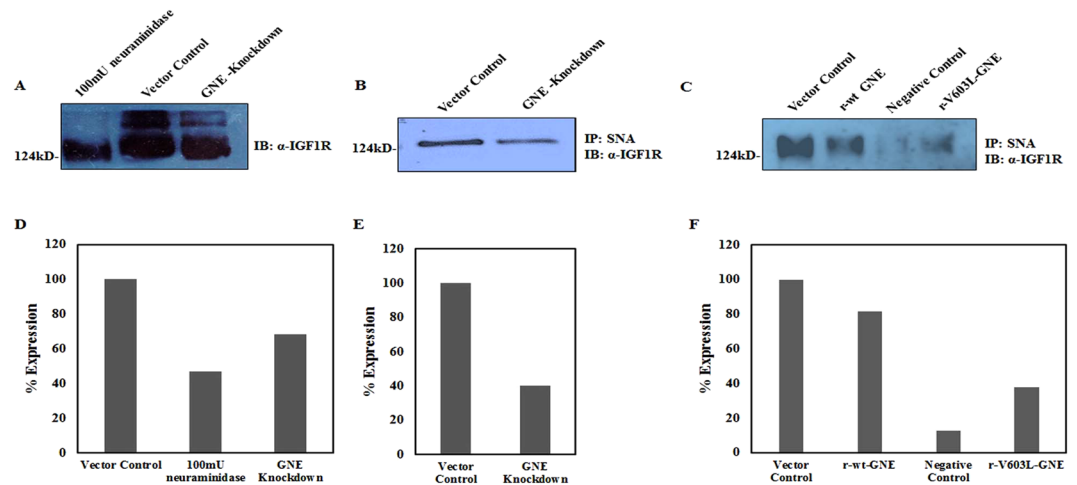 A
100mU neuraminidase
Vector Control
GNE -Knockdown
124kD-
IB: α-IGF1R
B
Vector Control
GNE -Knockdown
124kD-
IP: SNA
IB: α-IGF1R
C
Vector Control
r-wt GNE
Negative Control
r-V603L-GNE
124kD-
IP: SNA
IB: α-IGF1R
D
% Expression
120
100
80
60
40
20
0
Vector Control
100mU
neuraminidase
GNE
Knockdown
E
% Expression
120
100
80
60
40
20
0
Vector
Control
GNE
Knockdown
F
% Expression
120
100
80
60
40
20
0
Vector
Control
r-wt-GNE
Negative
Control
r-V603L-GNE